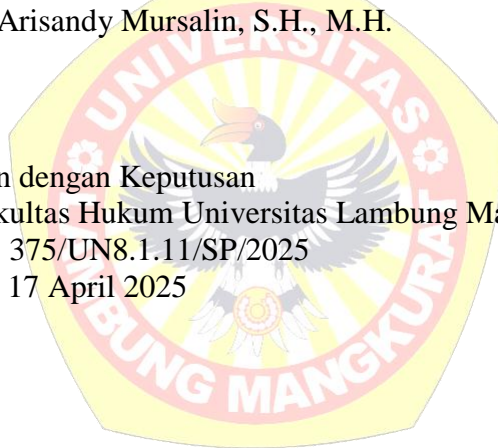 Arisandy Mursalin, S.H., M.H.
UNIVERSITAS
n dengan Keputusan
kultas Hukum Universitas Lambung Ma
375/UN8.1.11/SP/2025
17 April 2025
LAMBUNG MANGKURAT